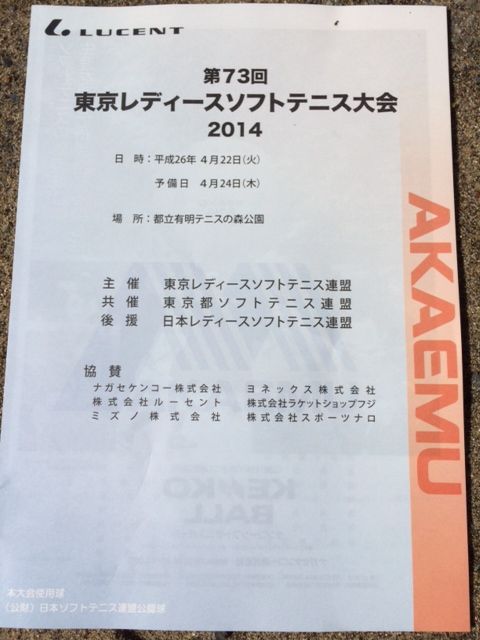 LUCENT
第73回
東京レディースソフトテニス大会
2014
日 時：平成26年 4月22日(火)
予備日 4月24日(木)
場 所：都立有明テニスの森公園
主 催 東京レディースソフトテニス連盟
共 催 東京都ソフトテニス連盟
後 援 日本レディースソフトテニス連盟
協 賛
ナガセケンコー株式会社 ヨネックス株式会社
株式会社ルーセント 株式会社ラケットショップフジ
ミズノ株式会社 株式会社スポーツナロ
AKAEMU
KENKO
BALL
本大会使用球
(公財)日本ソフトテニス連盟公認球